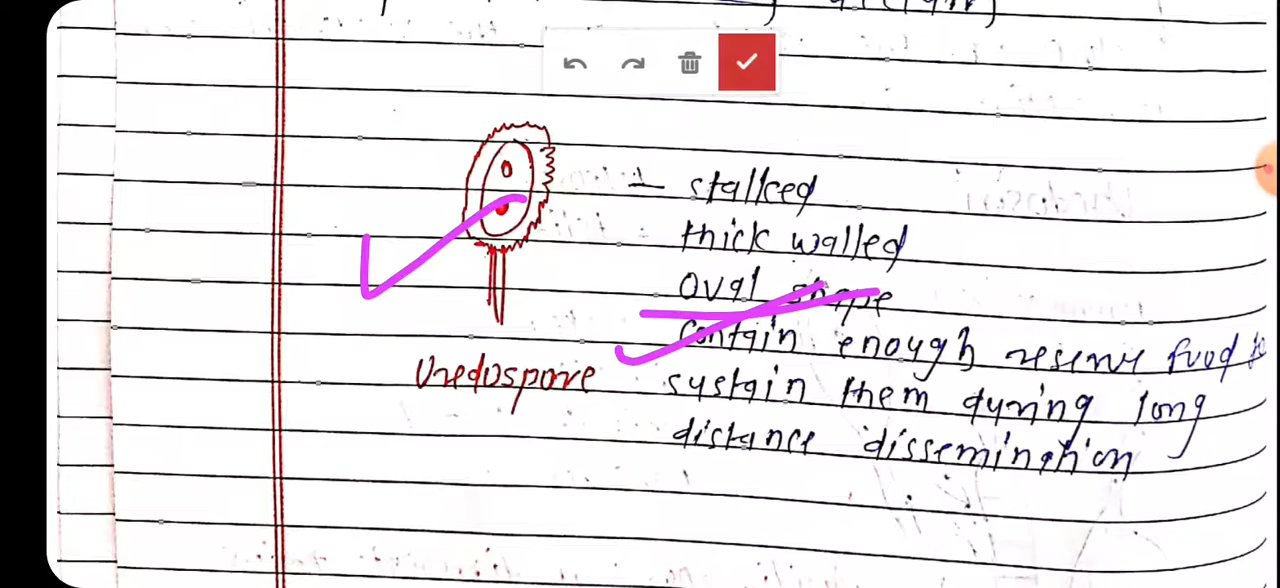 stalked
thick walled
oval shape
contain enough reserve food to
Uredospore
sustain them during long
distance dissemination